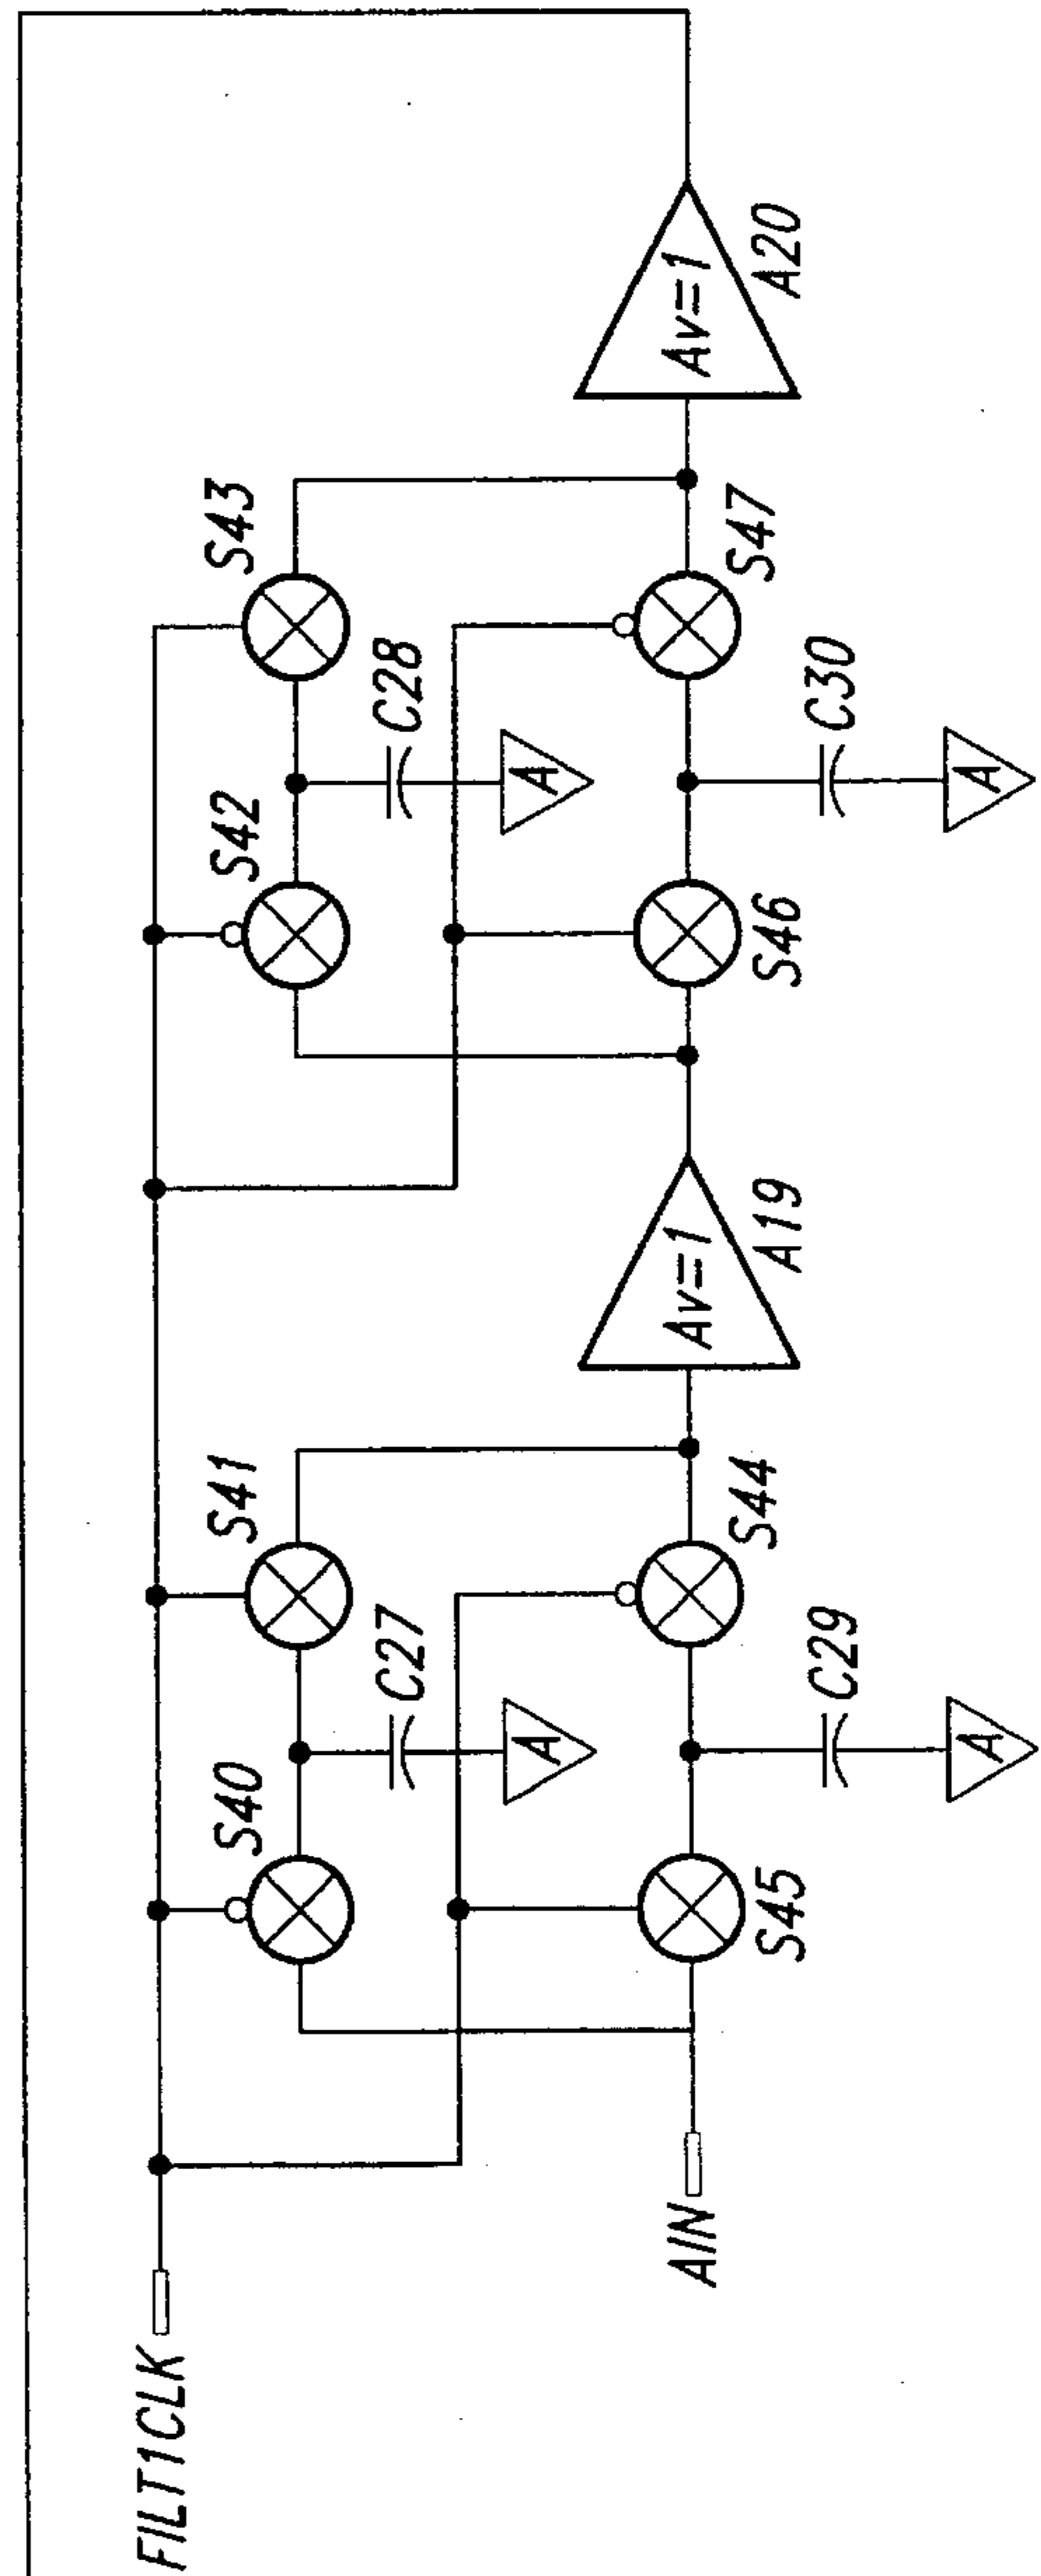 FILT1CLK
S40
S41
S42
S43
C27
C28
A
A
AIN
S45
S44
Av=1
A19
S46
S47
Av=1
A20
C29
C30
A
A